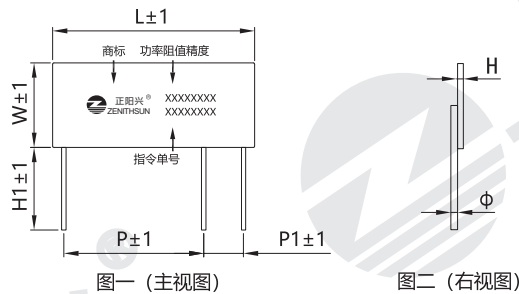 L±1
商标 功率阻值精度
W±1
正阳兴®
ZENITHSUN
XXXXXXXX
XXXXXXXX
指令单号
H1±1
P±1
P1±1
图一（主视图）
H
ϕ
图二（右视图）